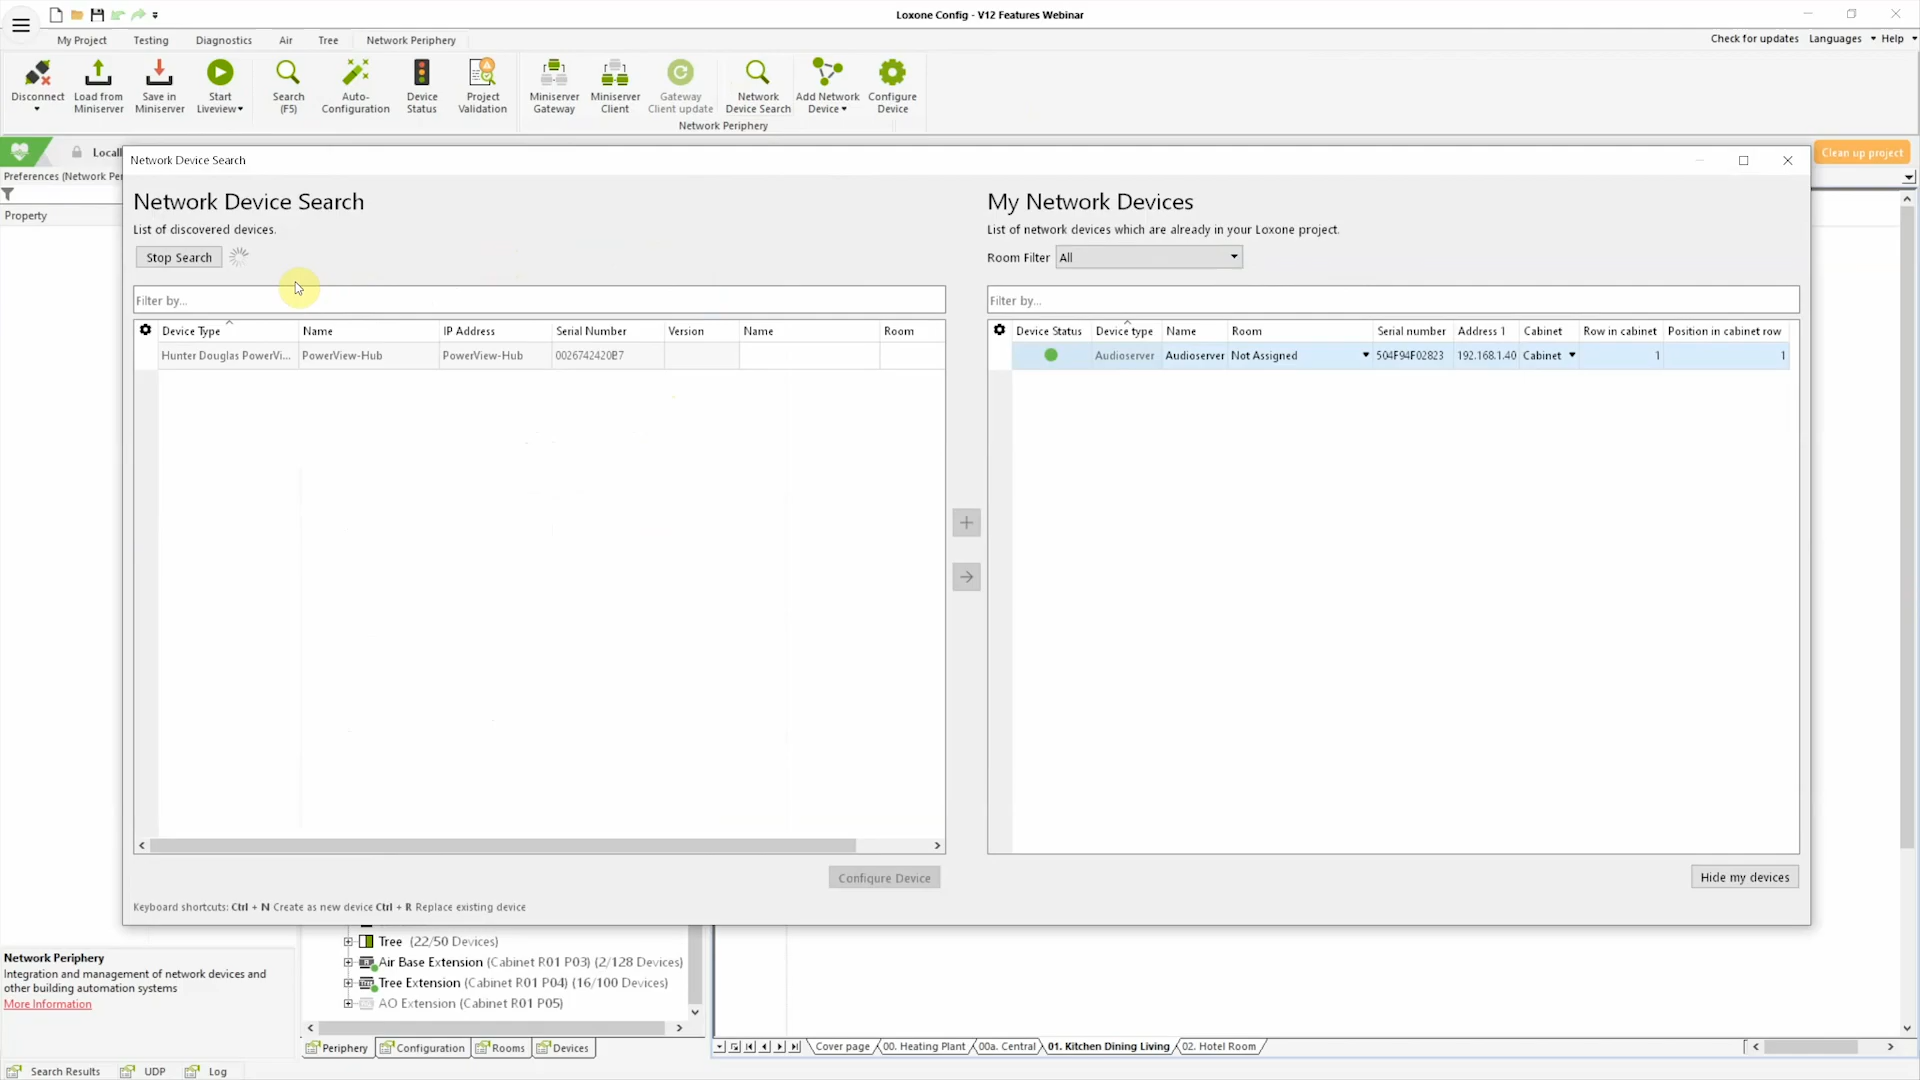 Loxone Config - V12 Features Webinar
My Project Testing Diagnostics Air Tree Network Periphery
Check for updates Languages Help
Disconnect
Load from Miniserver
Save in Miniserver
Start Liveview
Search (F5)
Auto-Configuration
Device Status
Project Validation
Miniserver Gateway
Miniserver Client
Gateway Client update
Network Device Search
Add Network Device
Configure Device
Network Periphery
Locall
Clean up project
Preferences (Network Per
Property
Network Device Search
Network Device Search
List of discovered devices.
Stop Search
Filter by...
Device Type Name IP Address Serial Number Version Name Room
Hunter Douglas PowerVi... PowerView-Hub PowerView-Hub
My Network Devices
List of network devices which are already in your Loxone project.
Room Filter All
Filter by...
Device Status Device type Name Room Serial number Address 1 Cabinet Row in cabinet Position in cabinet row
Audioserver Audioserver Not Assigned 504F94F02823 192.168.1.40 Cabinet 1 1
Configure Device
Hide my devices
Keyboard shortcuts: Ctrl + N Create as new device Ctrl + R Replace existing device
Network Periphery
Integration and management of network devices and
other building automation systems
More Information
Tree (22/50 Devices)
Air Base Extension (Cabinet R01 P03) (2/128 Devices)
Tree Extension (Cabinet R01 P04) (16/100 Devices)
AO Extension (Cabinet R01 P05)
Periphery Configuration Rooms Devices
Cover page 00. Heating Plant 00a. Central 01. Kitchen Dining Living 02. Hotel Room
Search Results UDP Log